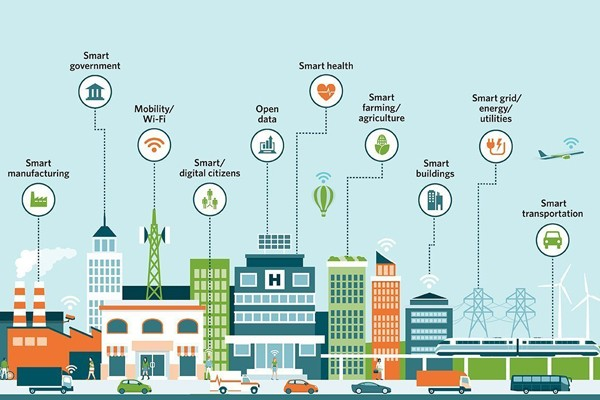 Smart
government
Smart health
Mobility/
Wi-Fi
Open
data
Smart
farming/
agriculture
Smart grid/
energy/
utilities
Smart
manufacturing
Smart/
digital citizens
Smart
buildings
Smart
transportation
H